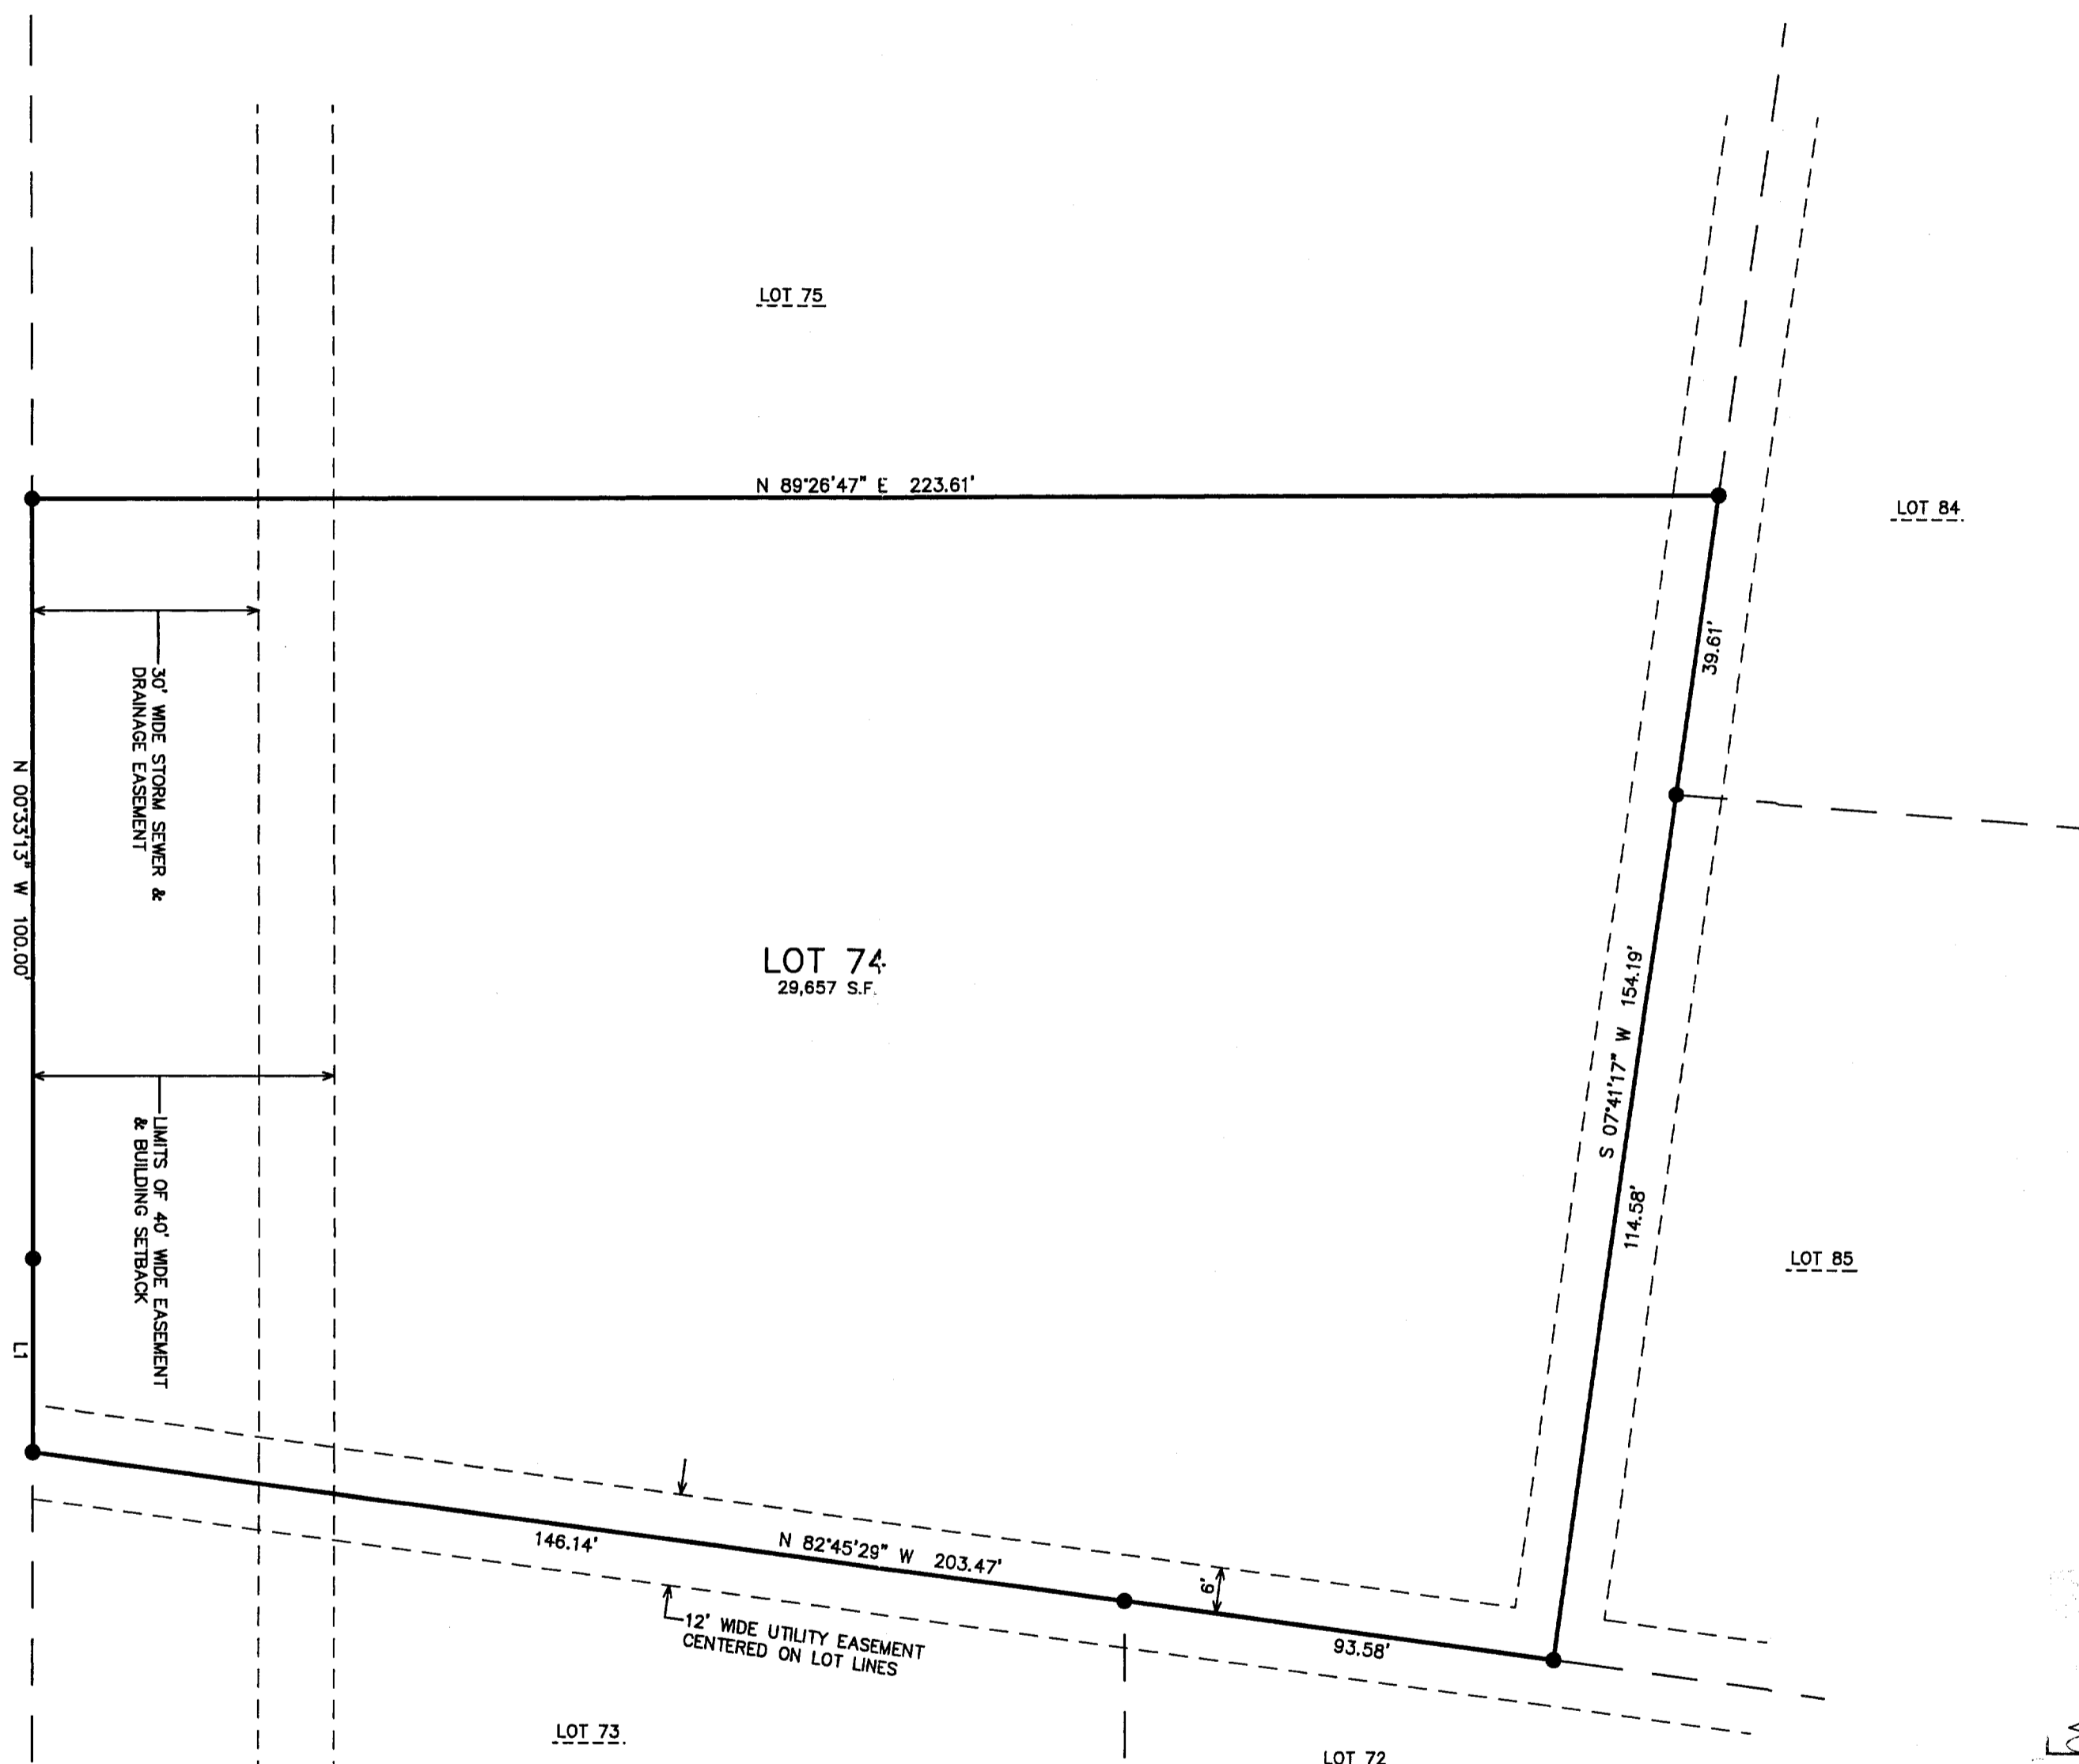 LOT 75
N 89°26'47" E 223.61'
LOT 84
39.61'
30' WIDE STORM SEWER &
DRAINAGE EASEMENT
N 00°33'13" W 100.00'
LOT 74
29,657 S.F.
S 07°41'17" W 154.19'
114.58'
LOT 85
LIMITS OF 40' WIDE EASEMENT
& BUILDING SETBACK
L1
146.14'
N 82°45'29" W 203.47'
6'
12' WIDE UTILITY EASEMENT
CENTERED ON LOT LINES
93.58'
LOT 73
LOT 72